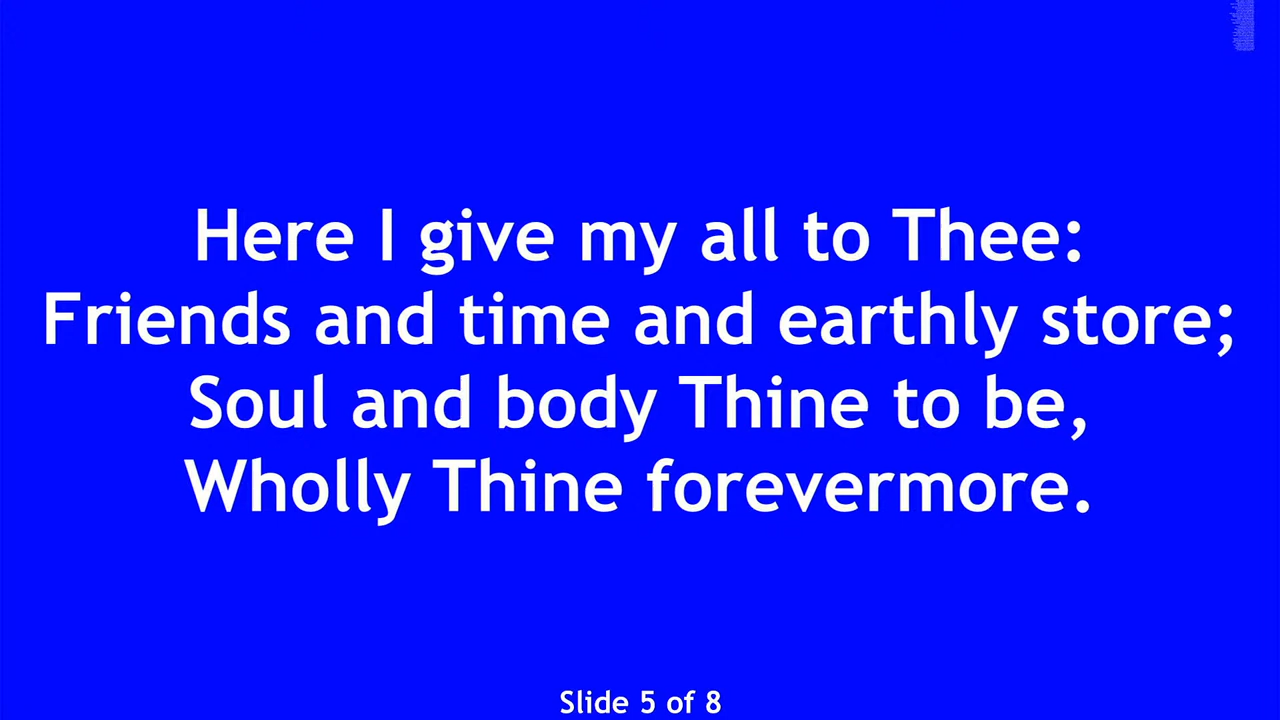 Here I give my all to Thee:
Friends and time and earthly store;
Soul and body Thine to be,
Wholly Thine forevermore.
Slide 5 of 8